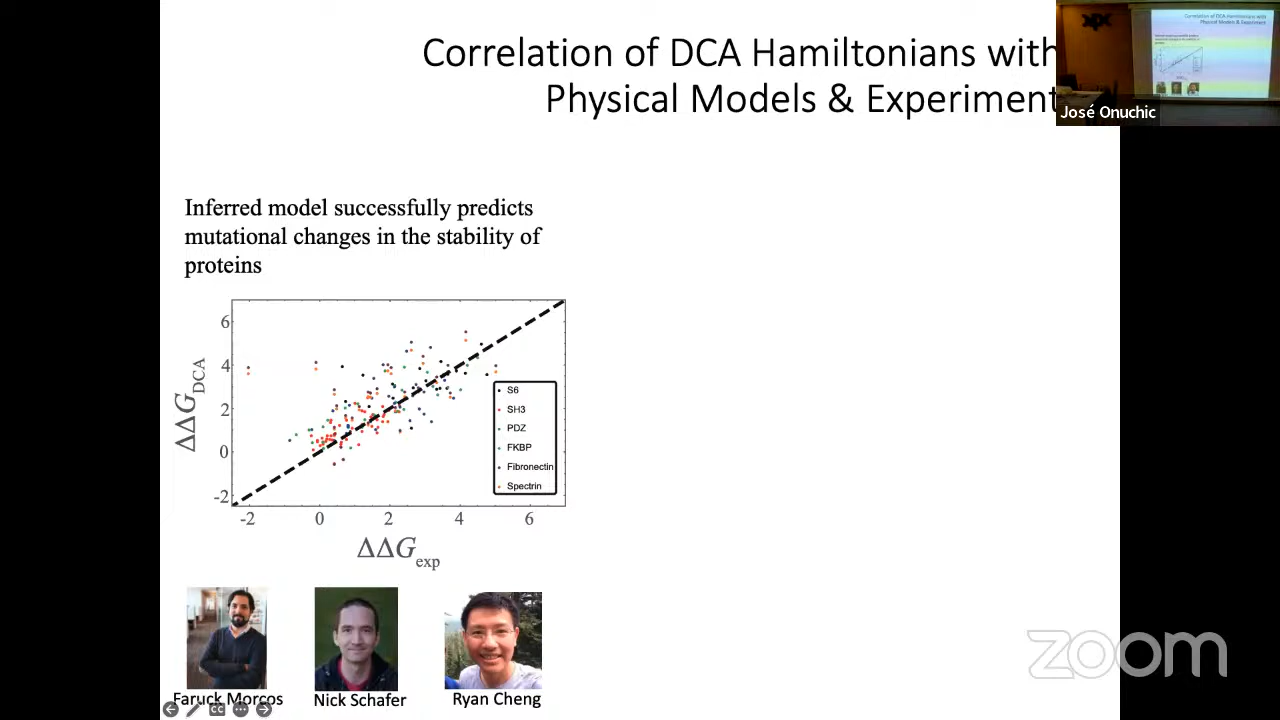 Correlation of DCA Hamiltonians with
Physical Models & Experiment
José Onuchic
Inferred model successfully predicts
mutational changes in the stability of
proteins
6
4
2
0
-2
ΔΔG_DCA
S6
SH3
PDZ
FKBP
Fibronectin
Spectrin
-2 0 2 4 6
ΔΔG_exp
Faruck Morcos Nick Schafer Ryan Cheng
CC
zoom